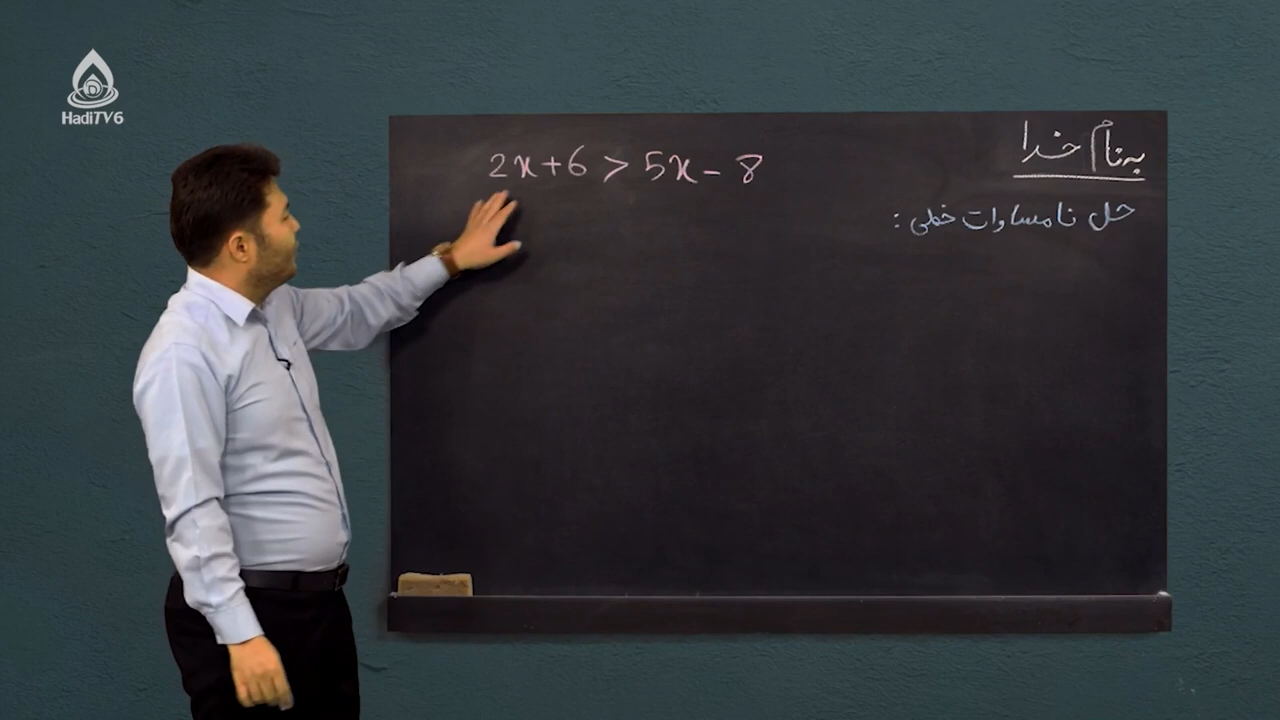 HadiTV6
به نام خدا
حل نامساوات خطی :
2x+6 > 5x-8